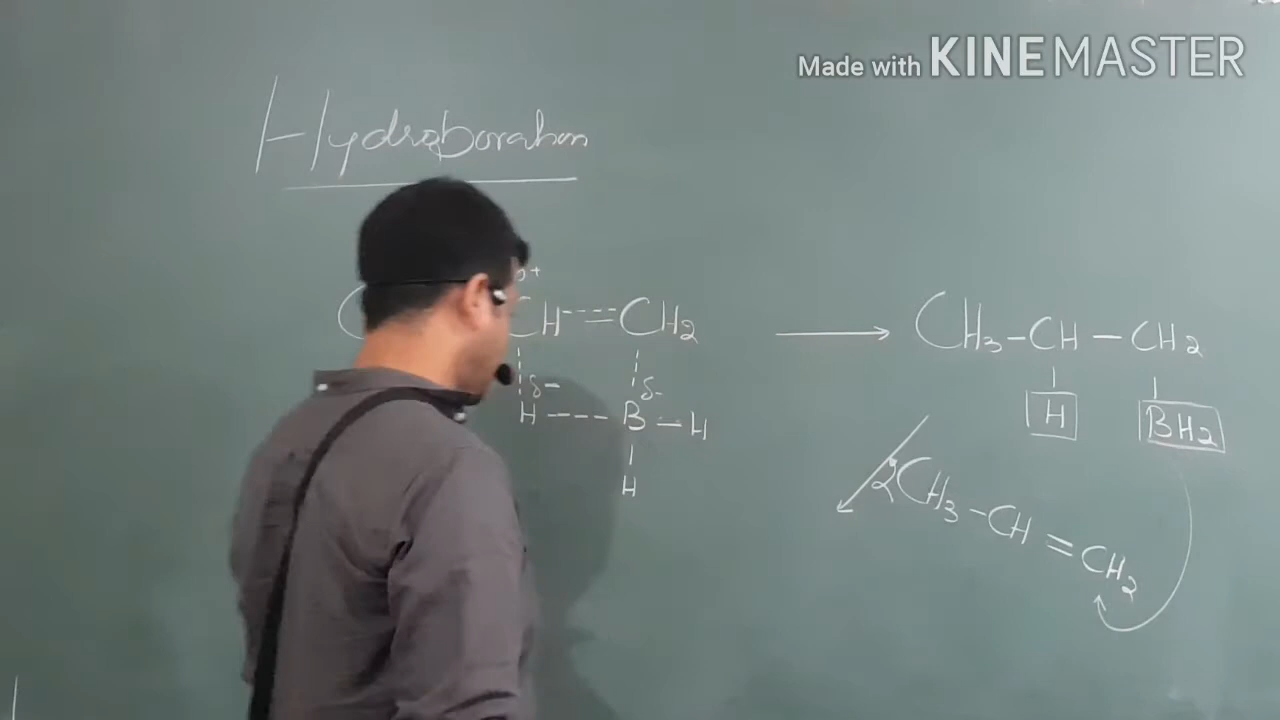 Made with KINEMASTER
Hydroboration
δ+
CH=CH2 → CH3-CH-CH2
δ- δ-
H---B-H H BH2
H
2CH3-CH=CH2